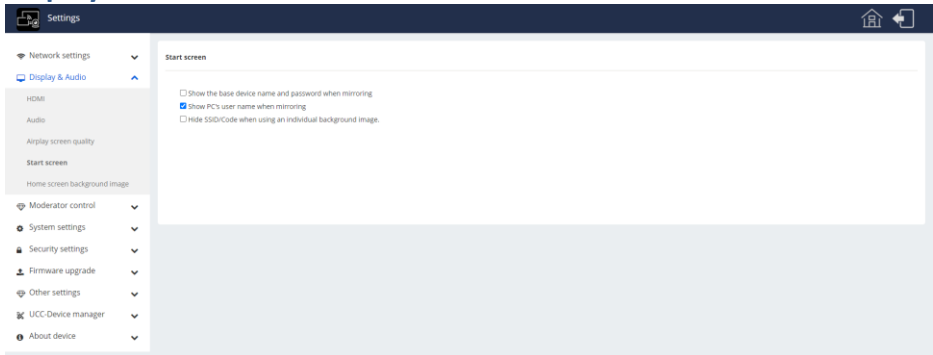 Settings
Network settings
Display & Audio
HDMI
Audio
Airplay screen quality
Start screen
Home screen background image
Moderator control
System settings
Security settings
Firmware upgrade
Other settings
UCC-Device manager
About device
Start screen
Show the base device name and password when mirroring
Show PC's user name when mirroring
Hide SSID/Code when using an individual background image.